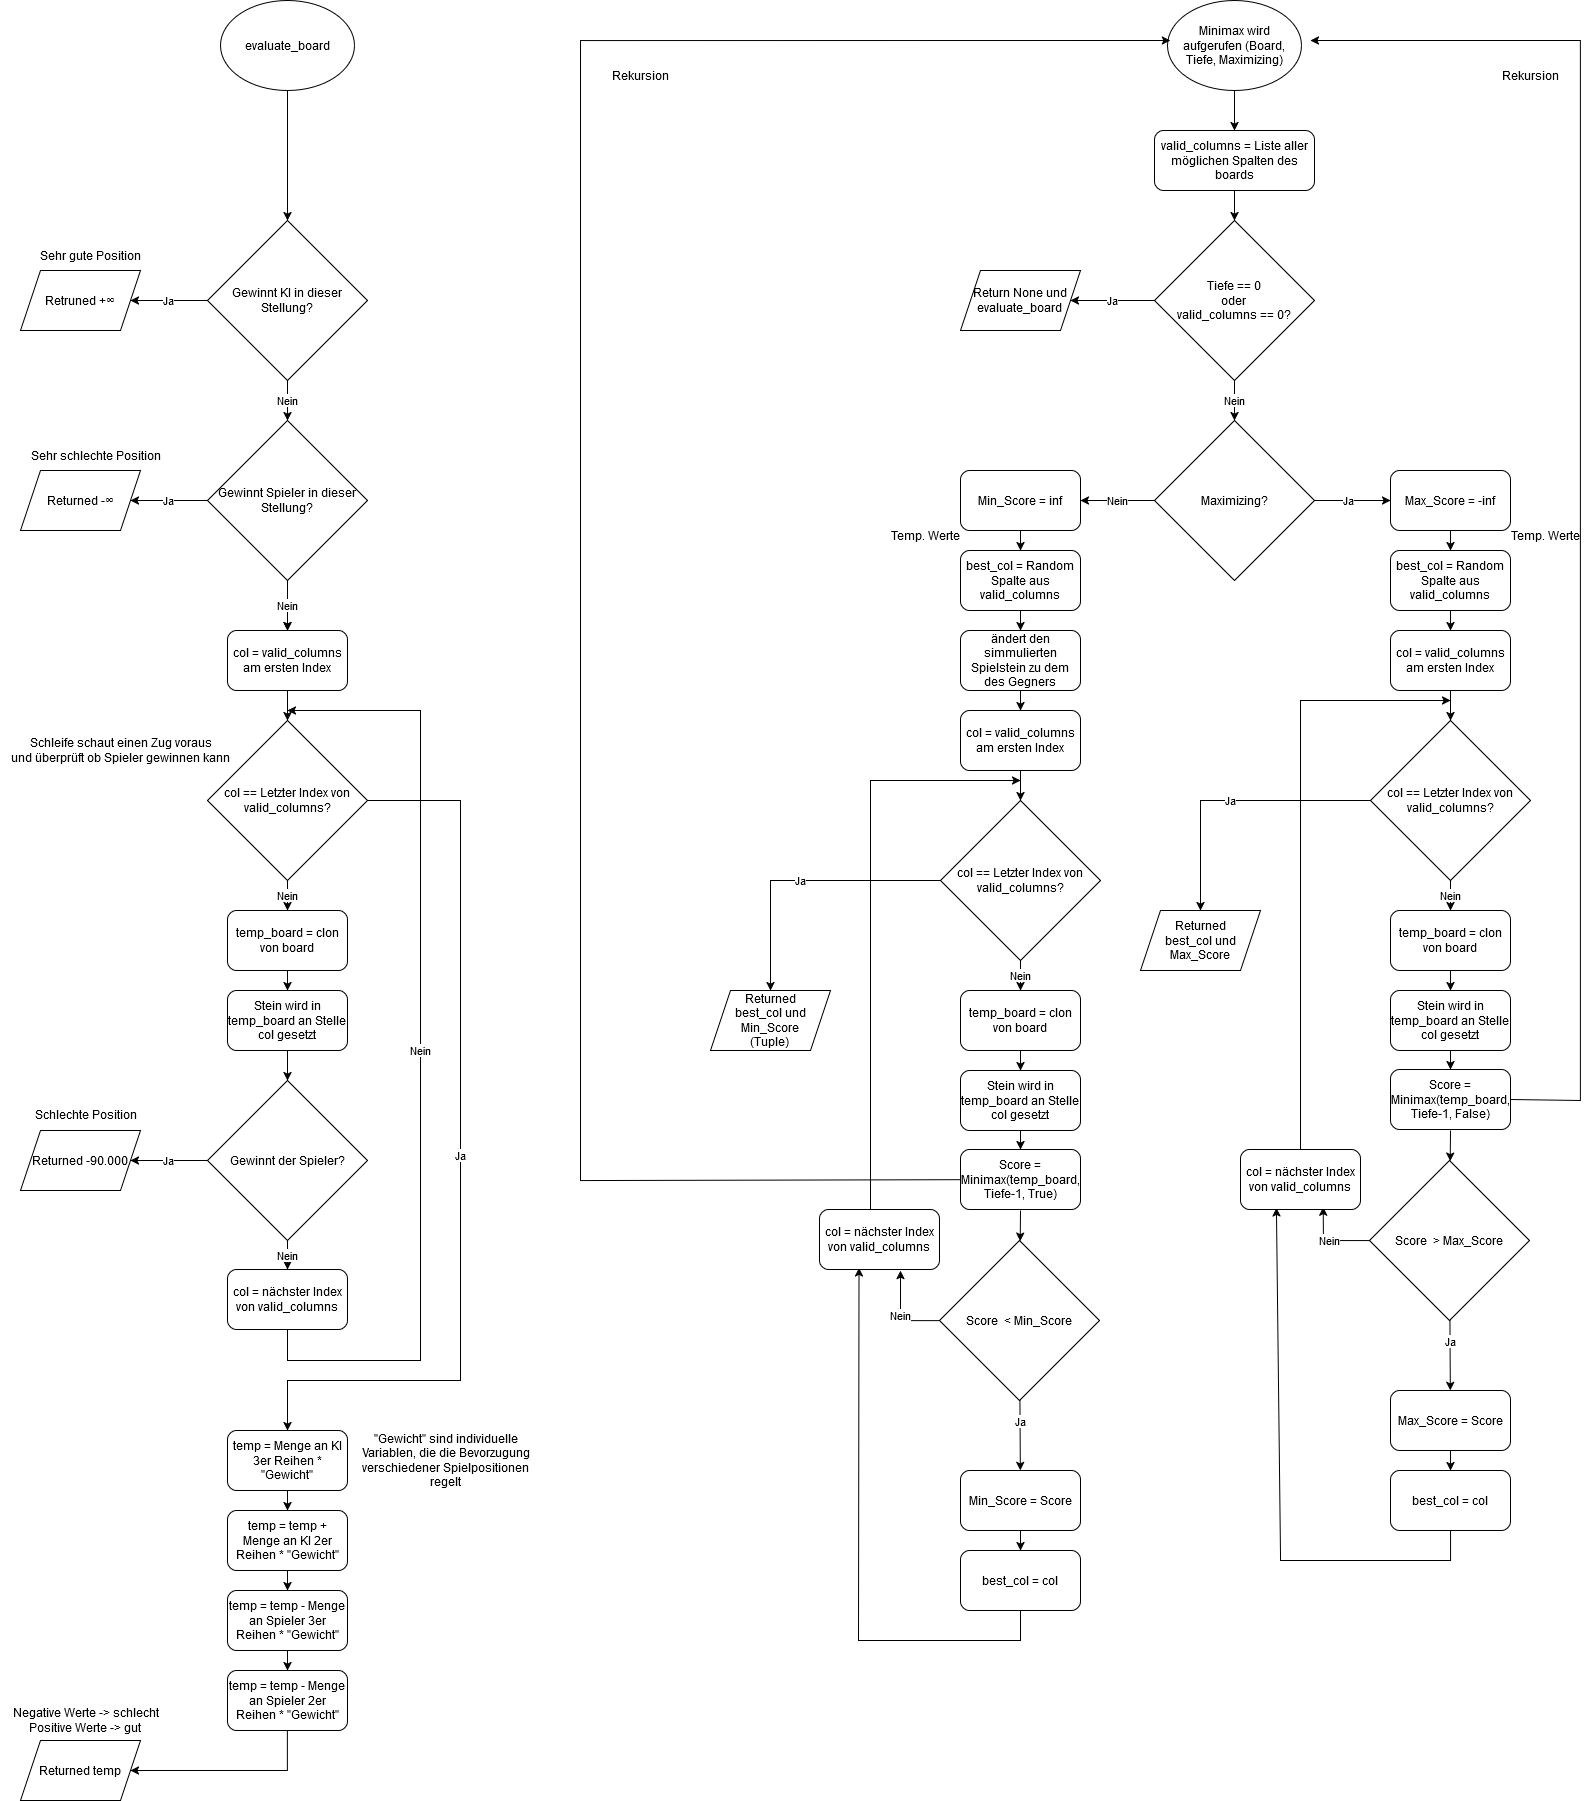 evaluate_board
Sehr gute Position
Retruned +∞
Ja
Gewinnt KI in dieser
Stellung?
Nein
Sehr schlechte Position
Returned -∞
Ja
Gewinnt Spieler in dieser
Stellung?
Nein
col = valid_columns
am ersten Index
Schleife schaut einen Zug voraus
und überprüft ob Spieler gewinnen kann
col == Letzter Index von
valid_columns?
Nein
temp_board = clon
von board
Stein wird in
temp_board an Stelle
col gesetzt
Nein
Schlechte Position
Returned -90.000
Ja
Gewinnt der Spieler?
Ja
Nein
col = nächster Index
von valid_columns
temp = Menge an KI
3er Reihen *
"Gewicht"
"Gewicht" sind individuelle
Variablen, die die Bevorzugung
verschiedener Spielpositionen
regelt
temp = temp +
Menge an KI 2er
Reihen * "Gewicht"
temp = temp - Menge
an Spieler 3er
Reihen * "Gewicht"
temp = temp - Menge
an Spieler 2er
Reihen * "Gewicht"
Negative Werte -> schlecht
Positive Werte -> gut
Returned temp
Minimax wird
aufgerufen (Board,
Tiefe, Maximizing)
Rekursion
Rekursion
valid_columns = Liste aller
möglichen Spalten des
boards
Return None und
evaluate_board
Ja
Tiefe == 0
oder
valid_columns == 0?
Nein
Maximizing?
Nein
Ja
Min_Score = inf
Temp. Werte
best_col = Random
Spalte aus
valid_columns
ändert den
simmulierten
Spielstein zu dem
des Gegners
col = valid_columns
am ersten Index
col == Letzter Index von
valid_columns?
Ja
Returned
best_col und
Min_Score
(Tuple)
Nein
temp_board = clon
von board
Stein wird in
temp_board an Stelle
col gesetzt
Score =
Minimax(temp_board,
Tiefe-1, True)
col = nächster Index
von valid_columns
Nein
Score < Min_Score
Ja
Min_Score = Score
best_col = col
Max_Score = -inf
Temp. Werte
best_col = Random
Spalte aus
valid_columns
col = valid_columns
am ersten Index
col == Letzter Index von
valid_columns?
Ja
Returned
best_col und
Max_Score
Nein
temp_board = clon
von board
Stein wird in
temp_board an Stelle
col gesetzt
Score =
Minimax(temp_board,
Tiefe-1, False)
col = nächster Index
von valid_columns
Nein
Score > Max_Score
Ja
Max_Score = Score
best_col = col